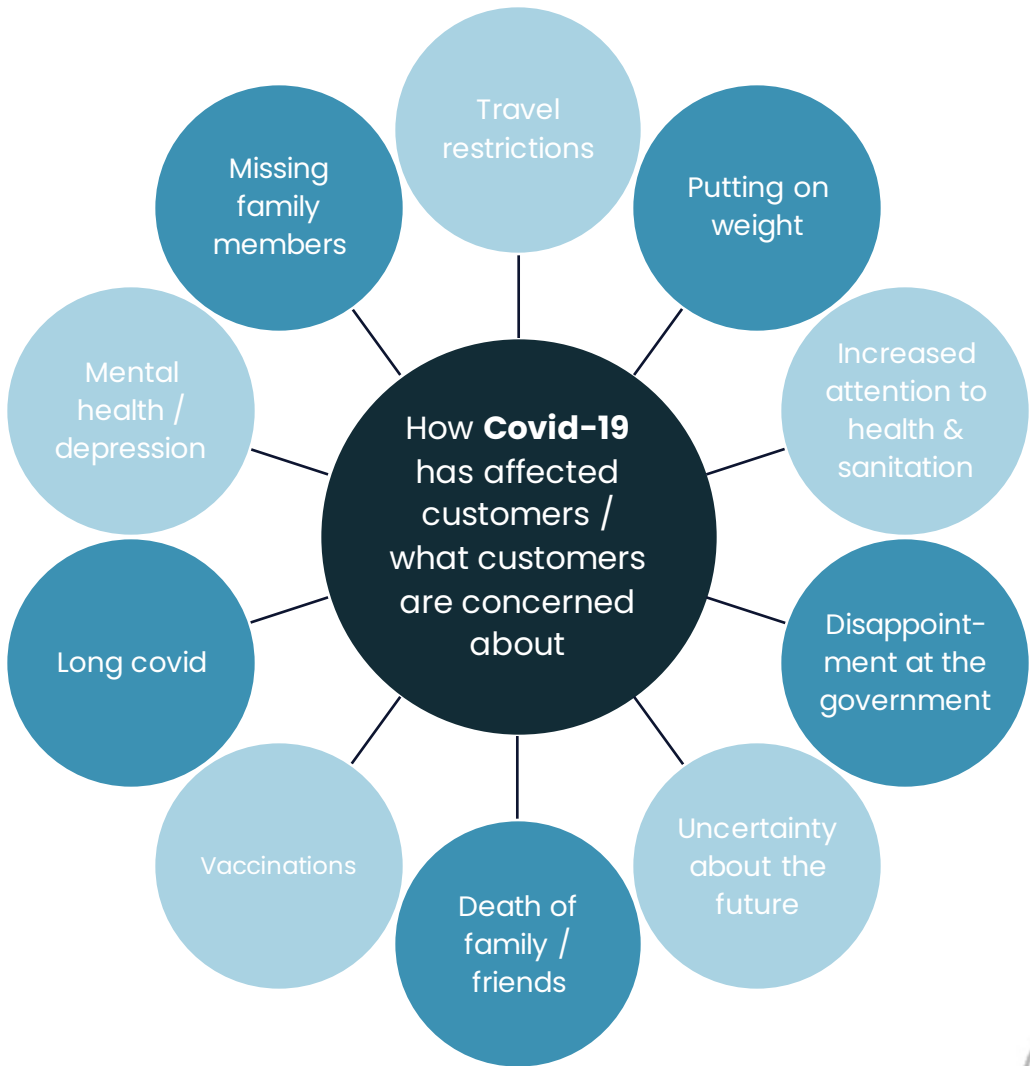 Travel
restrictions
Putting on
weight
Increased
attention to
health &
sanitation
Disappoint-
ment at the
government
Uncertainty
about the
future
Death of
family /
friends
Vaccinations
Long covid
Mental
health /
depression
Missing
family
members
How Covid-19
has affected
customers /
what customers
are concerned
about